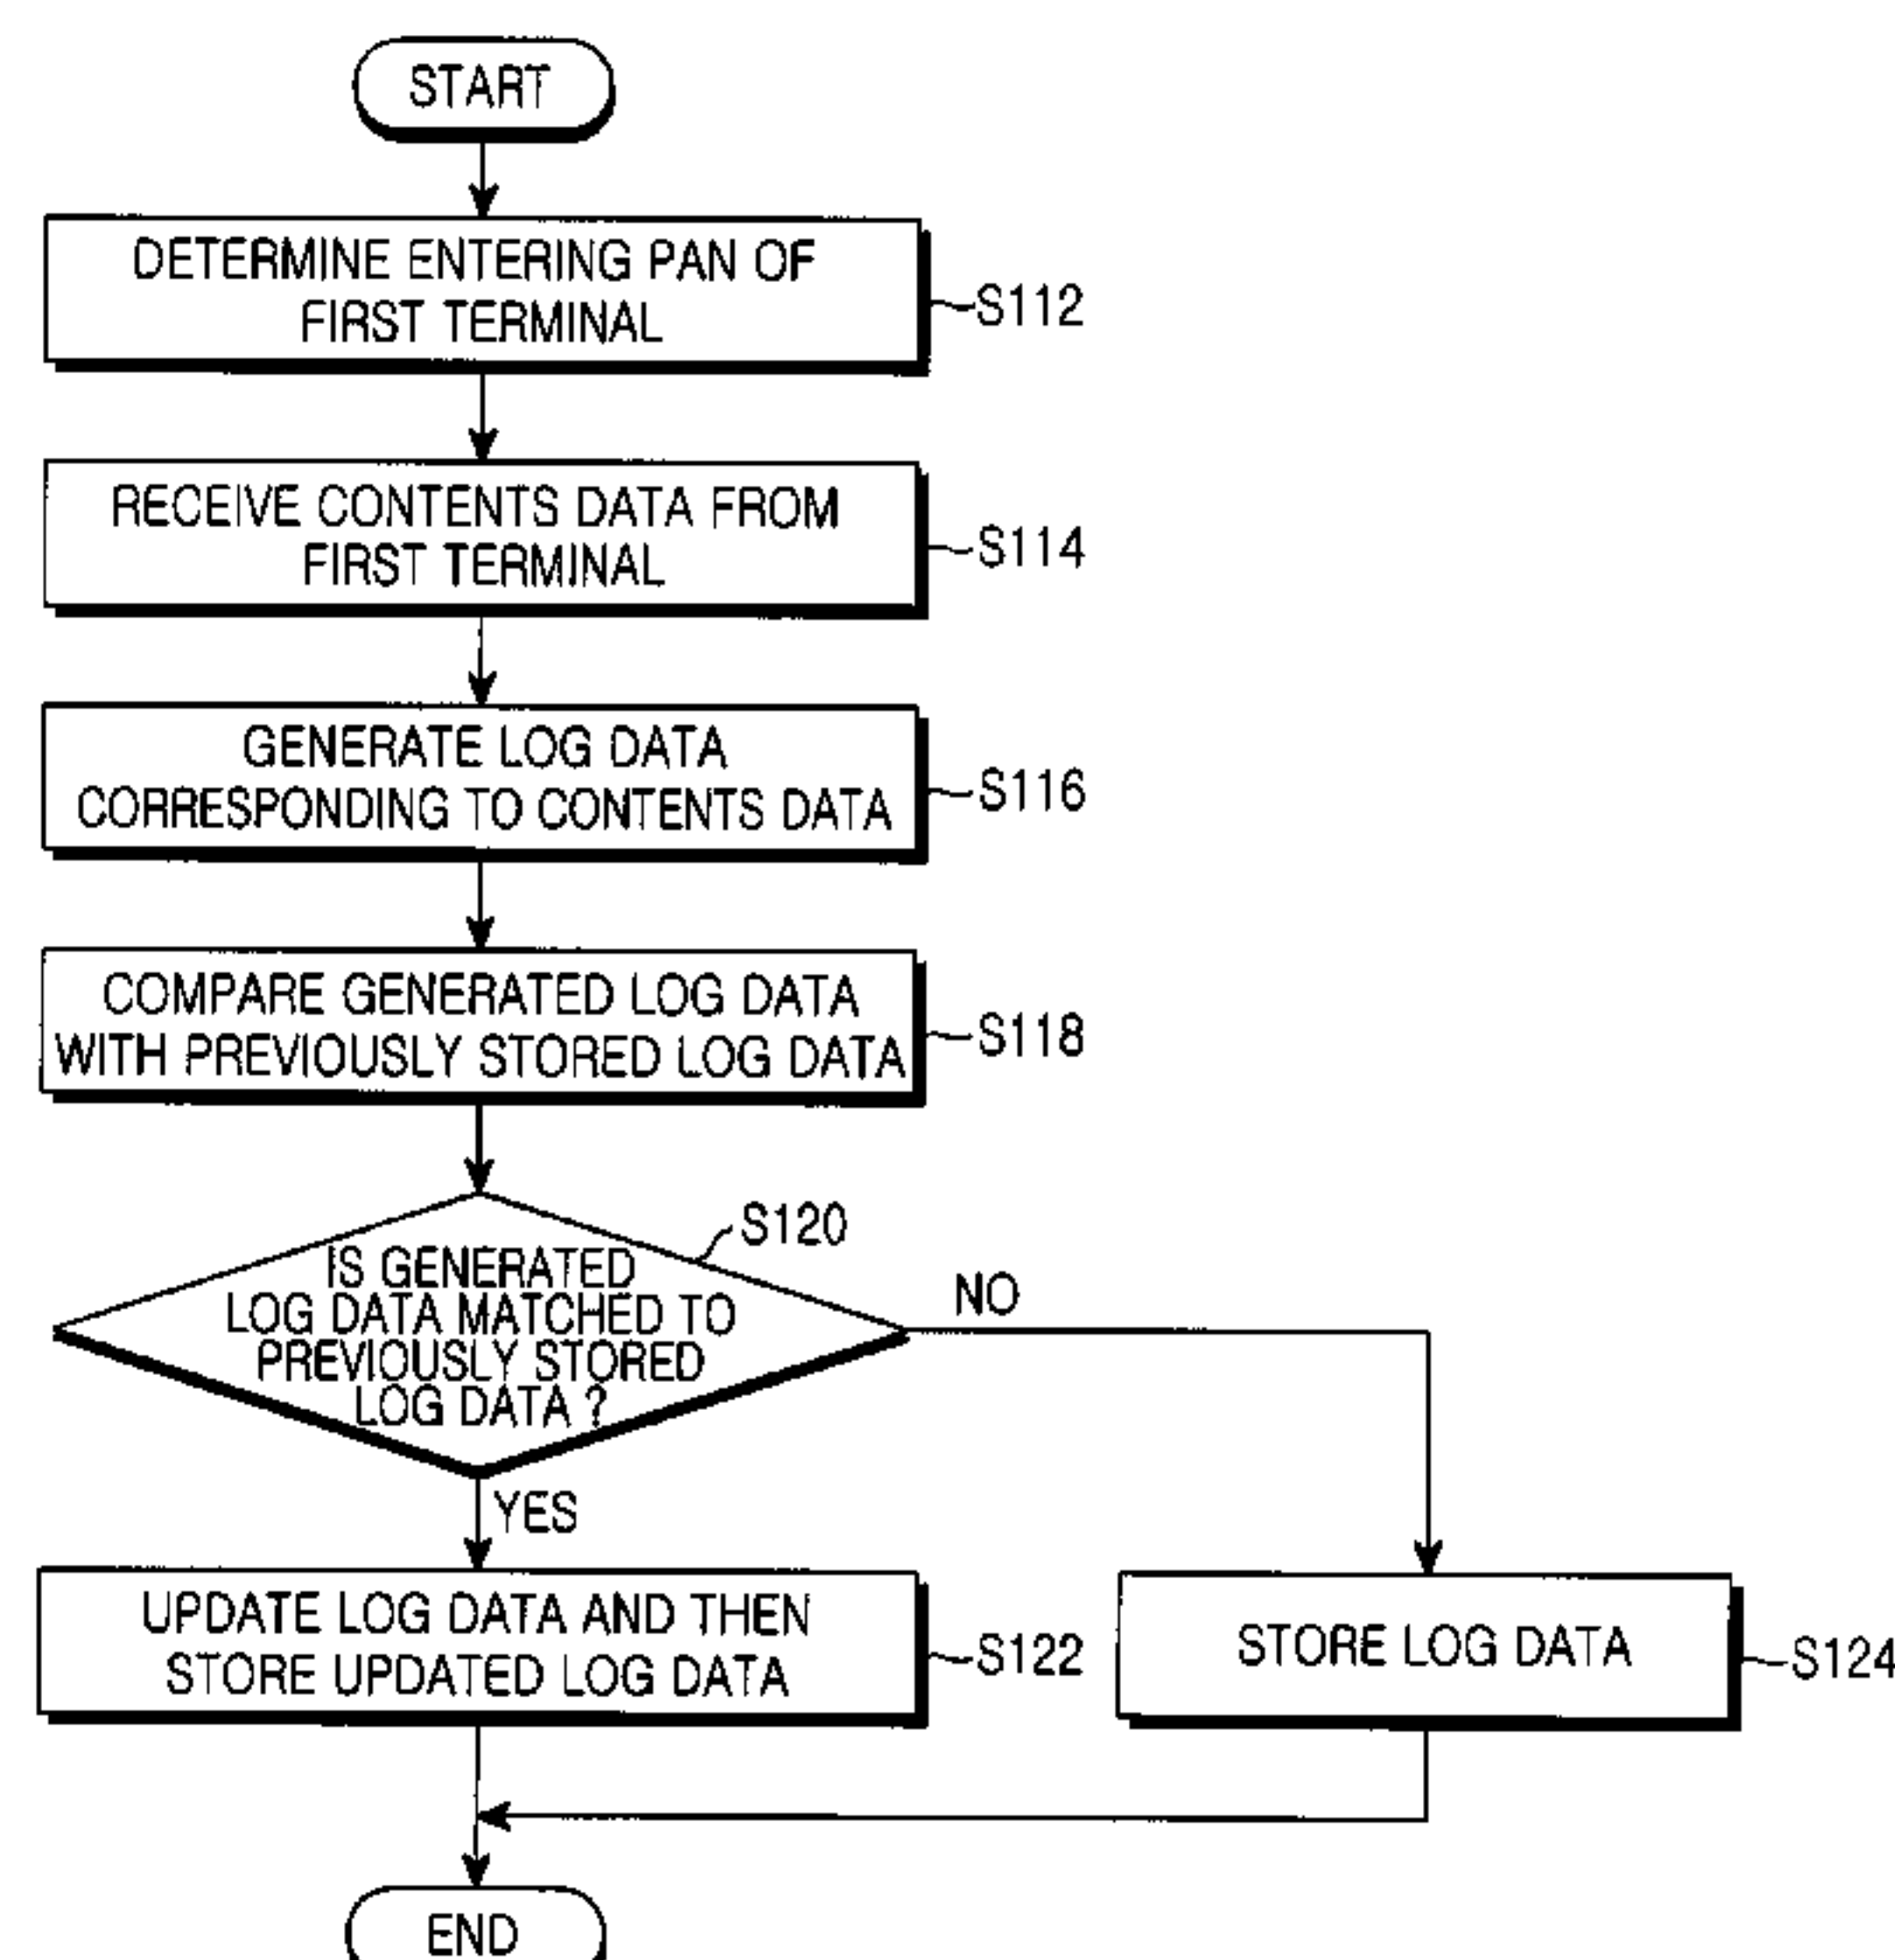 START
DETERMINE ENTERING PAN OF
FIRST TERMINAL
S112
RECEIVE CONTENTS DATA FROM
FIRST TERMINAL
S114
GENERATE LOG DATA
CORRESPONDING TO CONTENTS DATA
S116
COMPARE GENERATED LOG DATA
WITH PREVIOUSLY STORED LOG DATA
S118
S120
IS GENERATED
LOG DATA MATCHED TO
PREVIOUSLY STORED
LOG DATA ?
NO
YES
UPDATE LOG DATA AND THEN
STORE UPDATED LOG DATA
S122
STORE LOG DATA
S124
END